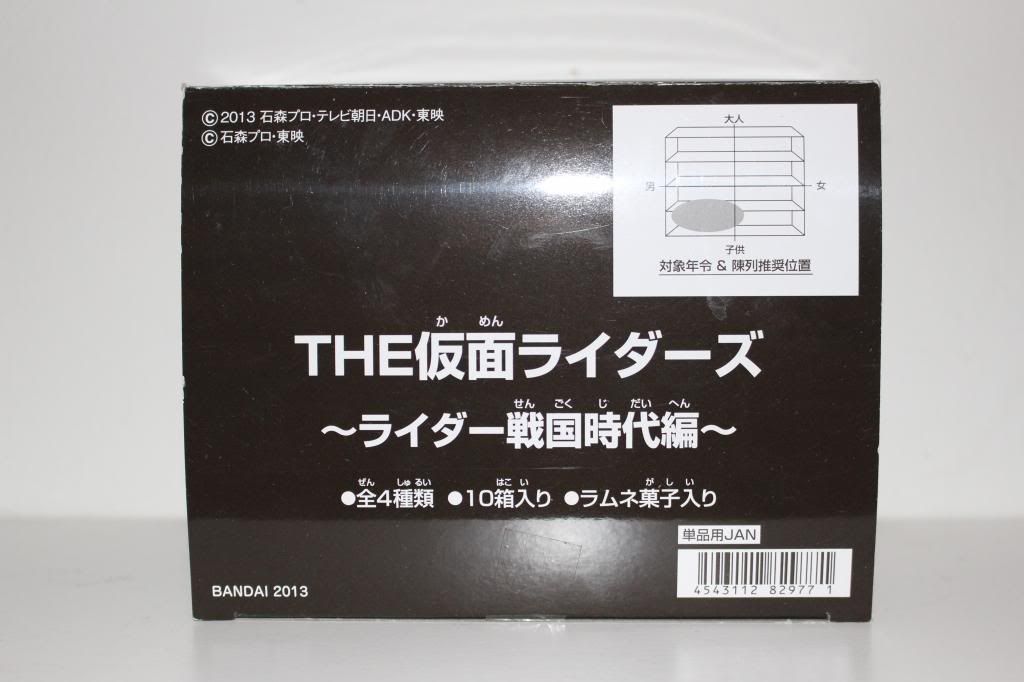 ©2013 石森プロ・テレビ朝日・ADK・東映
©石森プロ・東映
大人
男 女
子供
対象年令 & 陳列推奨位置
か めん
THE仮面ライダーズ
せん ごく じ だい へん
～ライダー戦国時代編～
ぜん しゅ るい はこ い が し い
●全4種類 ●10箱入り ●ラムネ菓子入り
単品用JAN
4543112 82977 1
BANDAI 2013